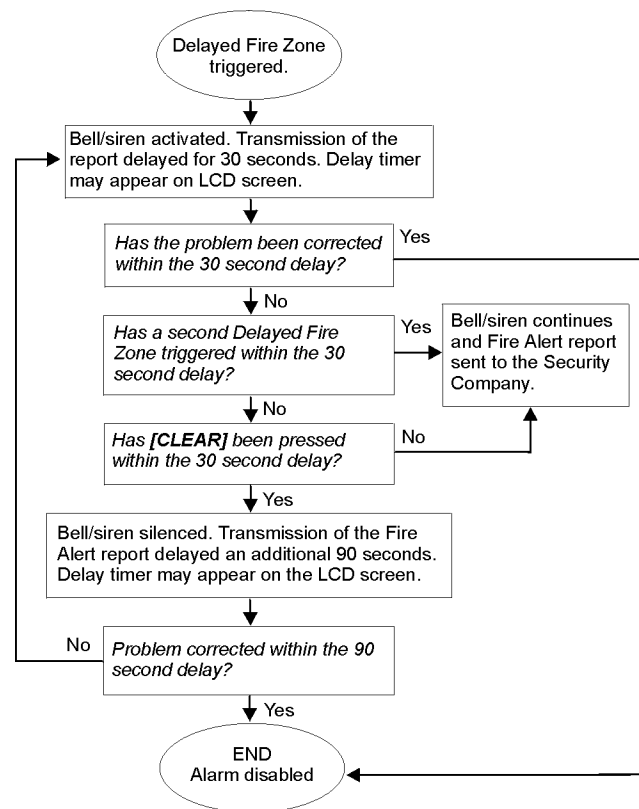 Delayed Fire Zone
triggered.
Bell/siren activated. Transmission of the
report delayed for 30 seconds. Delay timer
may appear on LCD screen.
Has the problem been corrected
within the 30 second delay?
Yes
No
Has a second Delayed Fire
Zone triggered within the 30
second delay?
Yes
Bell/siren continues
and Fire Alert report
sent to the Security
Company.
No
Has [CLEAR] been pressed
within the 30 second delay?
No
Yes
Bell/siren silenced. Transmission of the Fire
Alert report delayed an additional 90 seconds.
Delay timer may appear on the LCD screen.
No
Problem corrected within the 90
second delay?
Yes
END
Alarm disabled